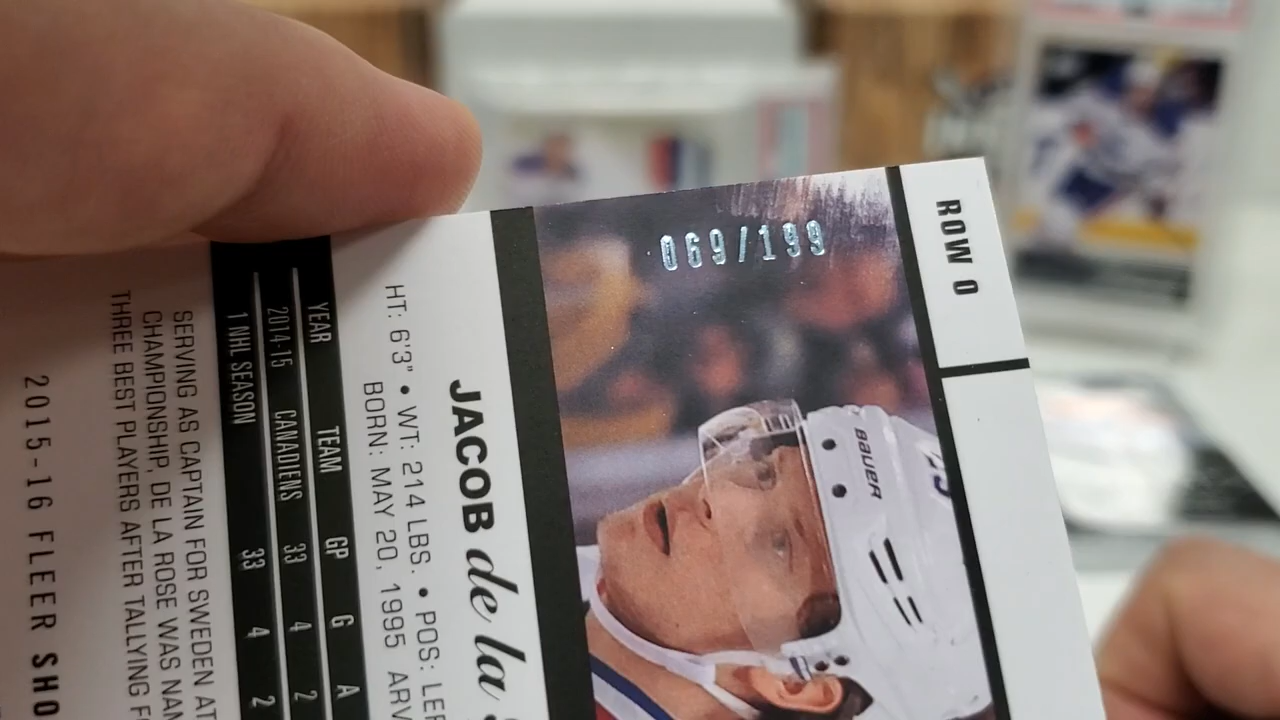 ROW 0
069/199
BAUER
JACOB de la
HT: 6'3" • WT: 214 LBS. • POS: LEF
BORN: MAY 20, 1995 ARV
YEAR TEAM GP G A
2014-15 CANADIENS 33 4 2
1 NHL SEASON 33 4 2
SERVING AS CAPTAIN FOR SWEDEN AT
CHAMPIONSHIP, DE LA ROSE WAS NAM
THREE BEST PLAYERS AFTER TALLYING F
2015-16 FLEER SHO